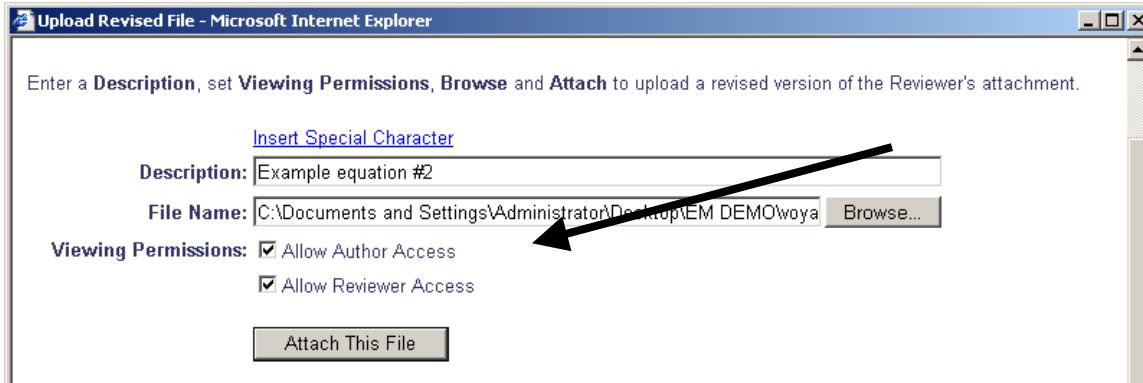 Upload Revised File - Microsoft Internet Explorer
Enter a Description, set Viewing Permissions, Browse and Attach to upload a revised version of the Reviewer's attachment.
Insert Special Character
Description: Example equation #2
File Name: C:\Documents and Settings\Administrator\Desktop\EM DEMO\voya Browse...
Viewing Permissions: Allow Author Access
Allow Reviewer Access
Attach This File